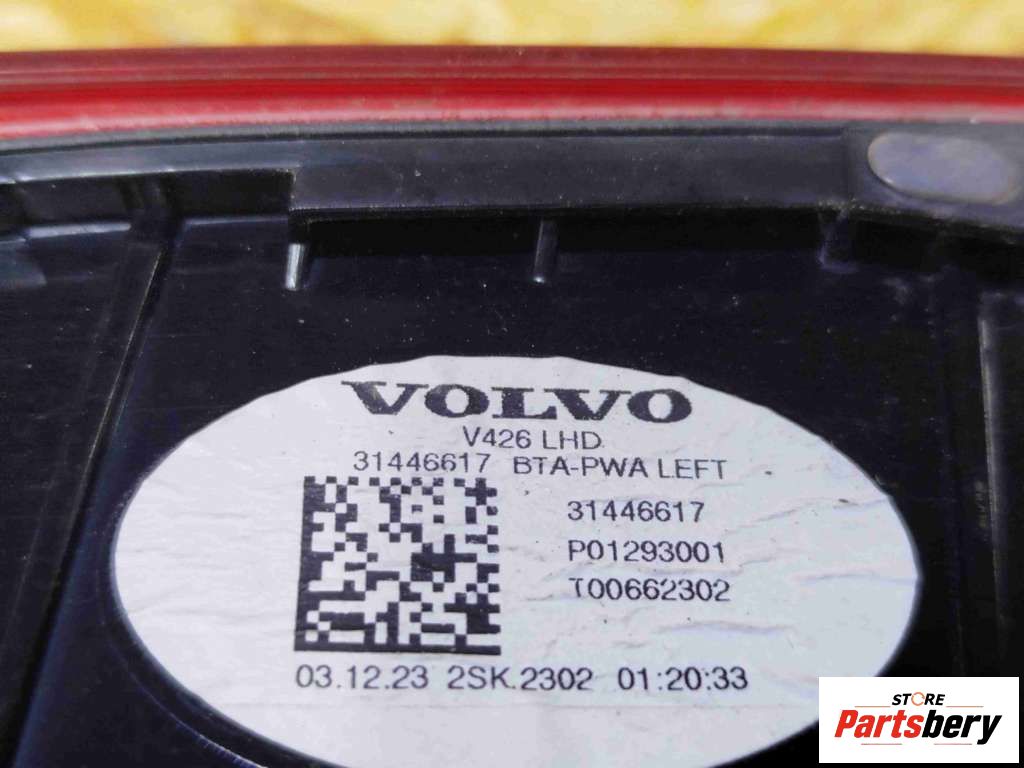 VOLVO
V426 LHD
31446617 BTA-PWA LEFT
31446617
P01293001
T00662302
03.12.23 2SK.2302 01:20:33
STORE
Partsbery